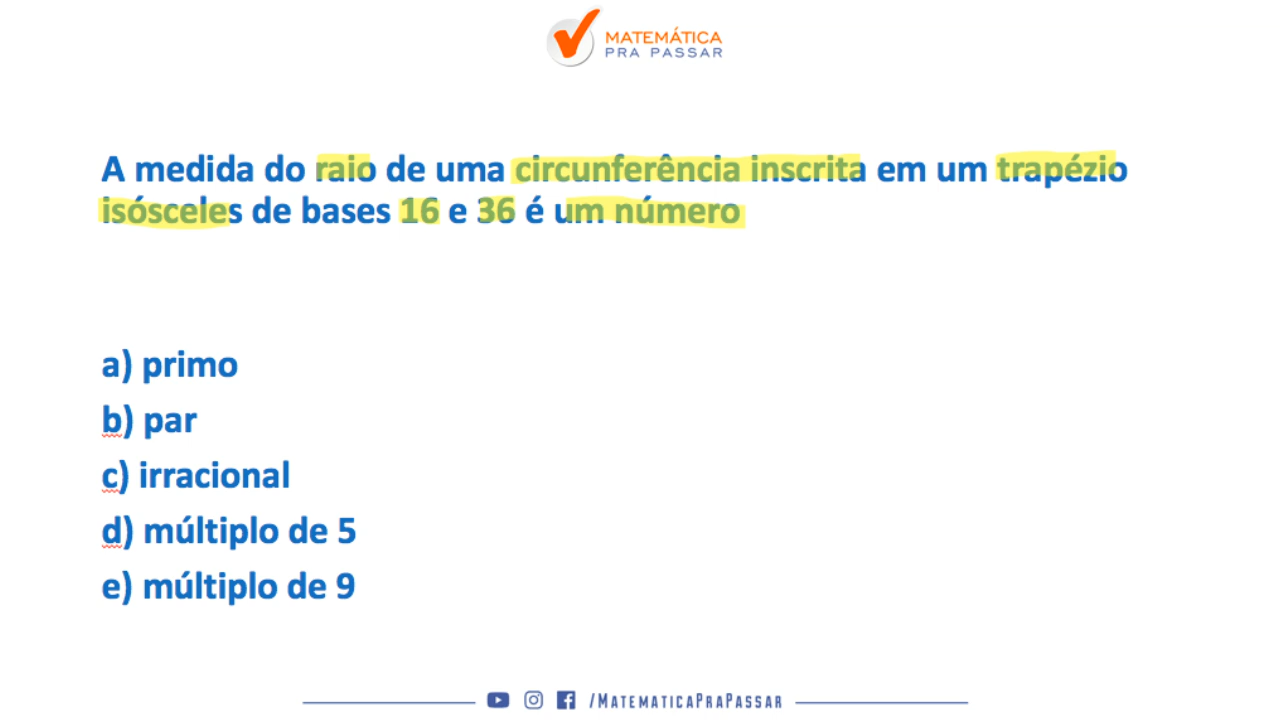 MATEMÁTICA
PRA PASSAR
A medida do raio de uma circunferência inscrita em um trapézio
isósceles de bases 16 e 36 é um número
a) primo
b) par
c) irracional
d) múltiplo de 5
e) múltiplo de 9
/MATEMATICAPRAPASSAR